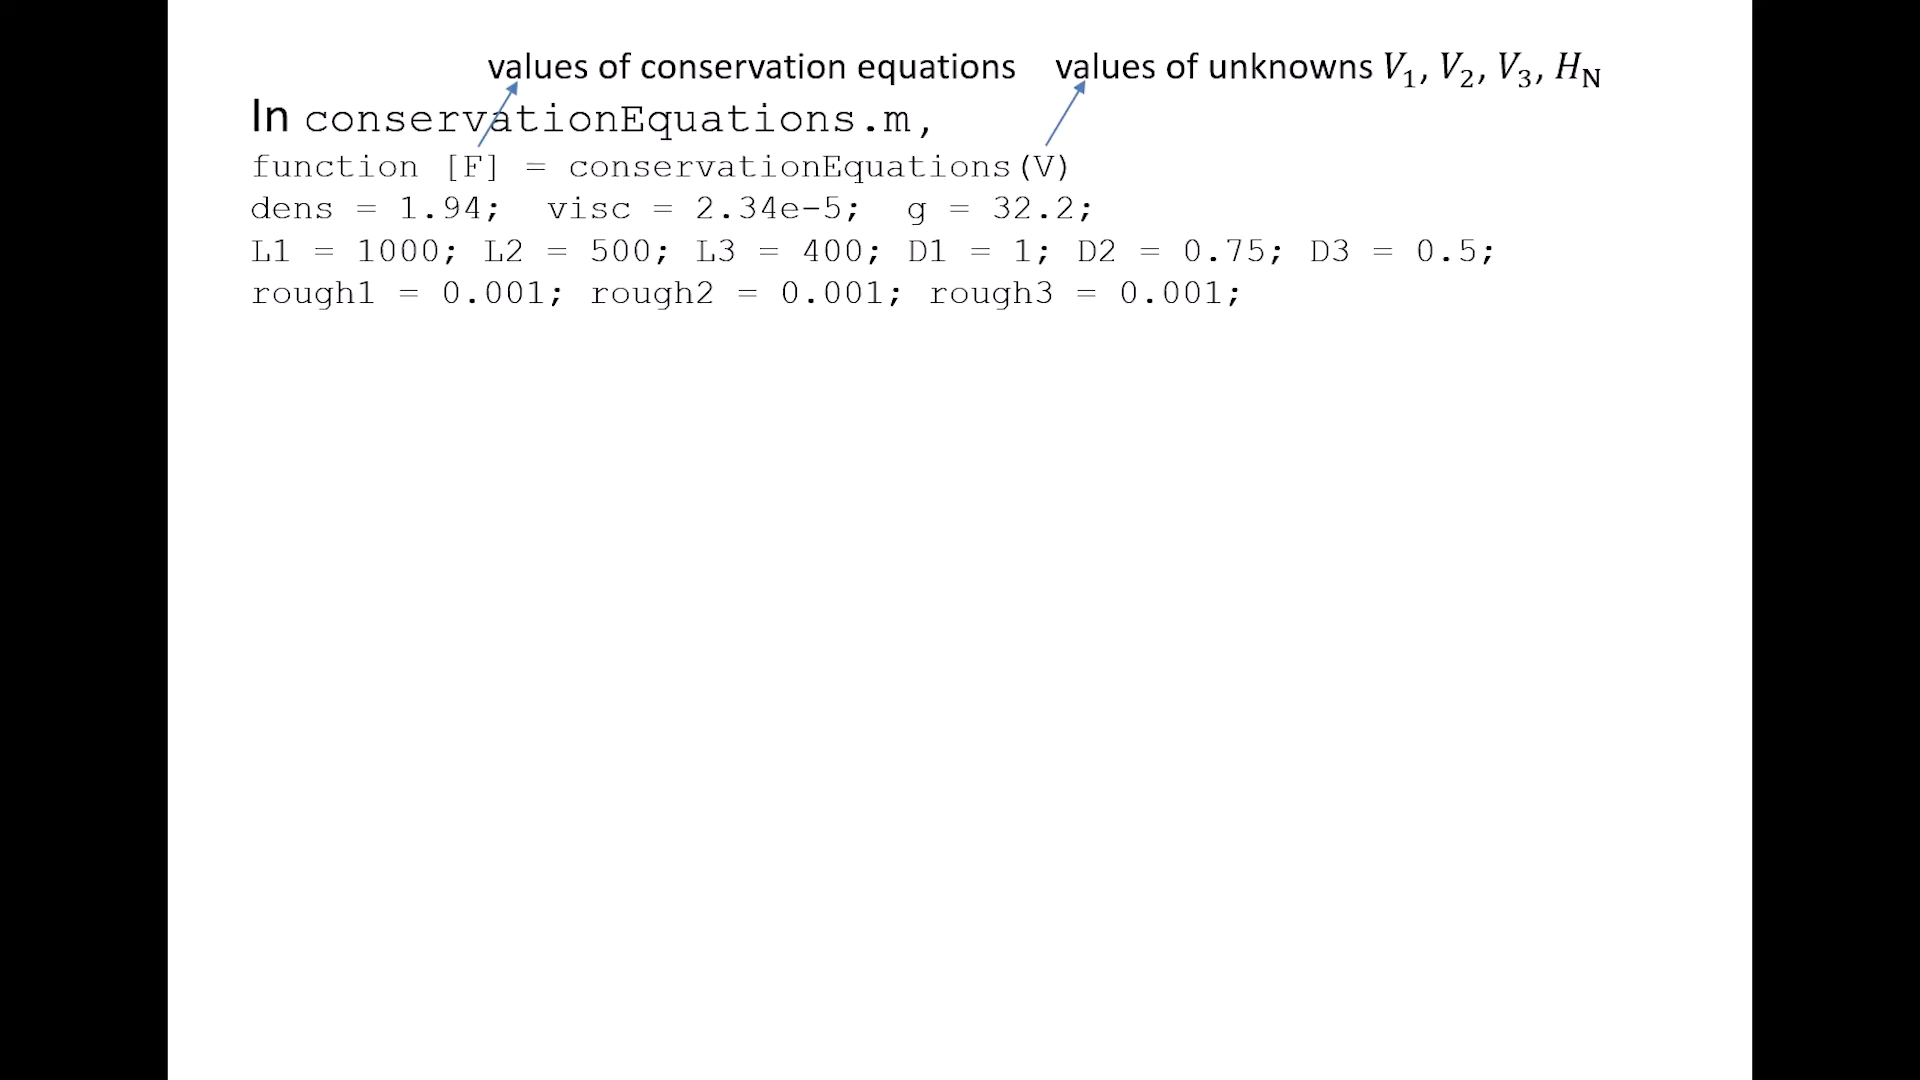 values of conservation equations values of unknowns V₁, V₂, V₃, H_N
In conservationEquations.m,
function [F] = conservationEquations(V)
dens = 1.94; visc = 2.34e-5; g = 32.2;
L1 = 1000; L2 = 500; L3 = 400; D1 = 1; D2 = 0.75; D3 = 0.5;
rough1 = 0.001; rough2 = 0.001; rough3 = 0.001;